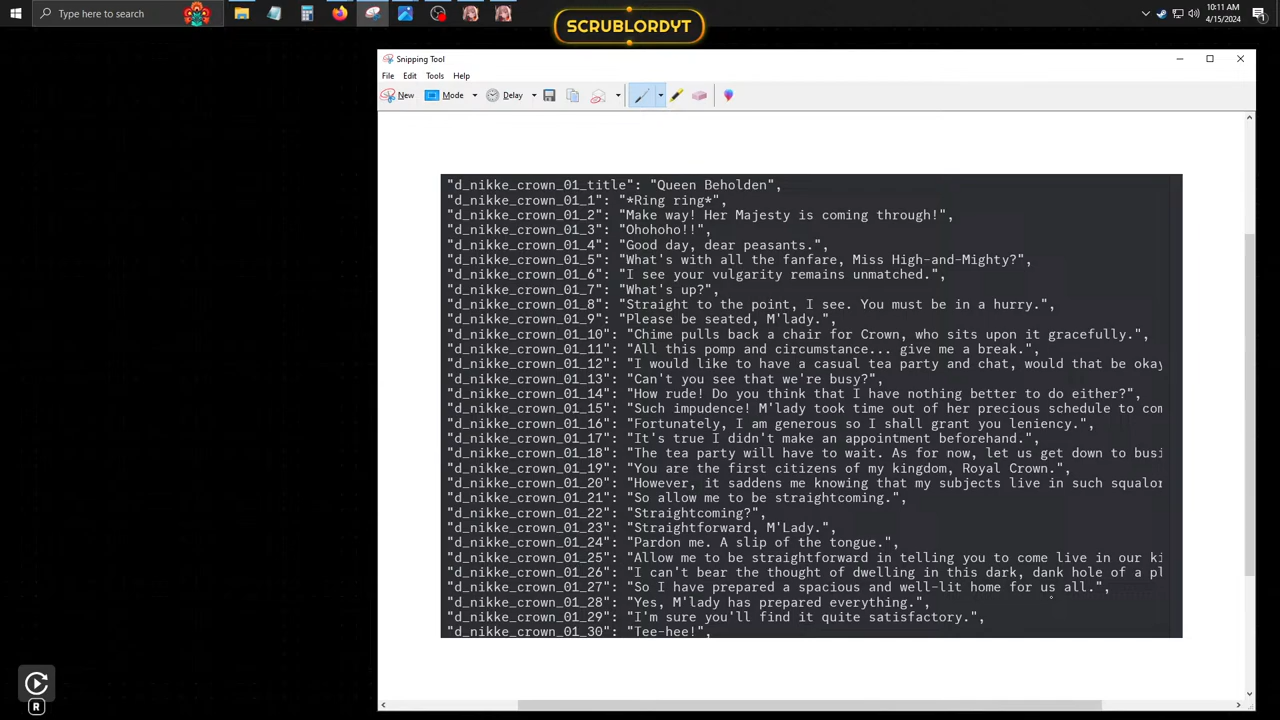 Type here to search
10:11 AM
4/15/2024
1
SCRUBLORDYT
Snipping Tool
File Edit Tools Help
New Mode Delay
"d_nikke_crown_01_title": "Queen Beholden",
"d_nikke_crown_01_1": "*Ring ring*",
"d_nikke_crown_01_2": "Make way! Her Majesty is coming through!",
"d_nikke_crown_01_3": "Ohohoho!!",
"d_nikke_crown_01_4": "Good day, dear peasants.",
"d_nikke_crown_01_5": "What's with all the fanfare, Miss High-and-Mighty?",
"d_nikke_crown_01_6": "I see your vulgarity remains unmatched.",
"d_nikke_crown_01_7": "What's up?",
"d_nikke_crown_01_8": "Straight to the point, I see. You must be in a hurry.",
"d_nikke_crown_01_9": "Please be seated, M'lady.",
"d_nikke_crown_01_10": "Chime pulls back a chair for Crown, who sits upon it gracefully.",
"d_nikke_crown_01_11": "All this pomp and circumstance... give me a break.",
"d_nikke_crown_01_12": "I would like to have a casual tea party and chat, would that be okay
"d_nikke_crown_01_13": "Can't you see that we're busy?",
"d_nikke_crown_01_14": "How rude! Do you think that I have nothing better to do either?",
"d_nikke_crown_01_15": "Such impudence! M'lady took time out of her precious schedule to com
"d_nikke_crown_01_16": "Fortunately, I am generous so I shall grant you leniency.",
"d_nikke_crown_01_17": "It's true I didn't make an appointment beforehand.",
"d_nikke_crown_01_18": "The tea party will have to wait. As for now, let us get down to busi
"d_nikke_crown_01_19": "You are the first citizens of my kingdom, Royal Crown.",
"d_nikke_crown_01_20": "However, it saddens me knowing that my subjects live in such squalor
"d_nikke_crown_01_21": "So allow me to be straightcoming.",
"d_nikke_crown_01_22": "Straightcoming?",
"d_nikke_crown_01_23": "Straightforward, M'Lady.",
"d_nikke_crown_01_24": "Pardon me. A slip of the tongue.",
"d_nikke_crown_01_25": "Allow me to be straightforward in telling you to come live in our ki
"d_nikke_crown_01_26": "I can't bear the thought of dwelling in this dark, dank hole of a pl
"d_nikke_crown_01_27": "So I have prepared a spacious and well-lit home for us all.",
"d_nikke_crown_01_28": "Yes, M'lady has prepared everything.",
"d_nikke_crown_01_29": "I'm sure you'll find it quite satisfactory.",
"d_nikke_crown_01_30": "Tee-hee!",
R